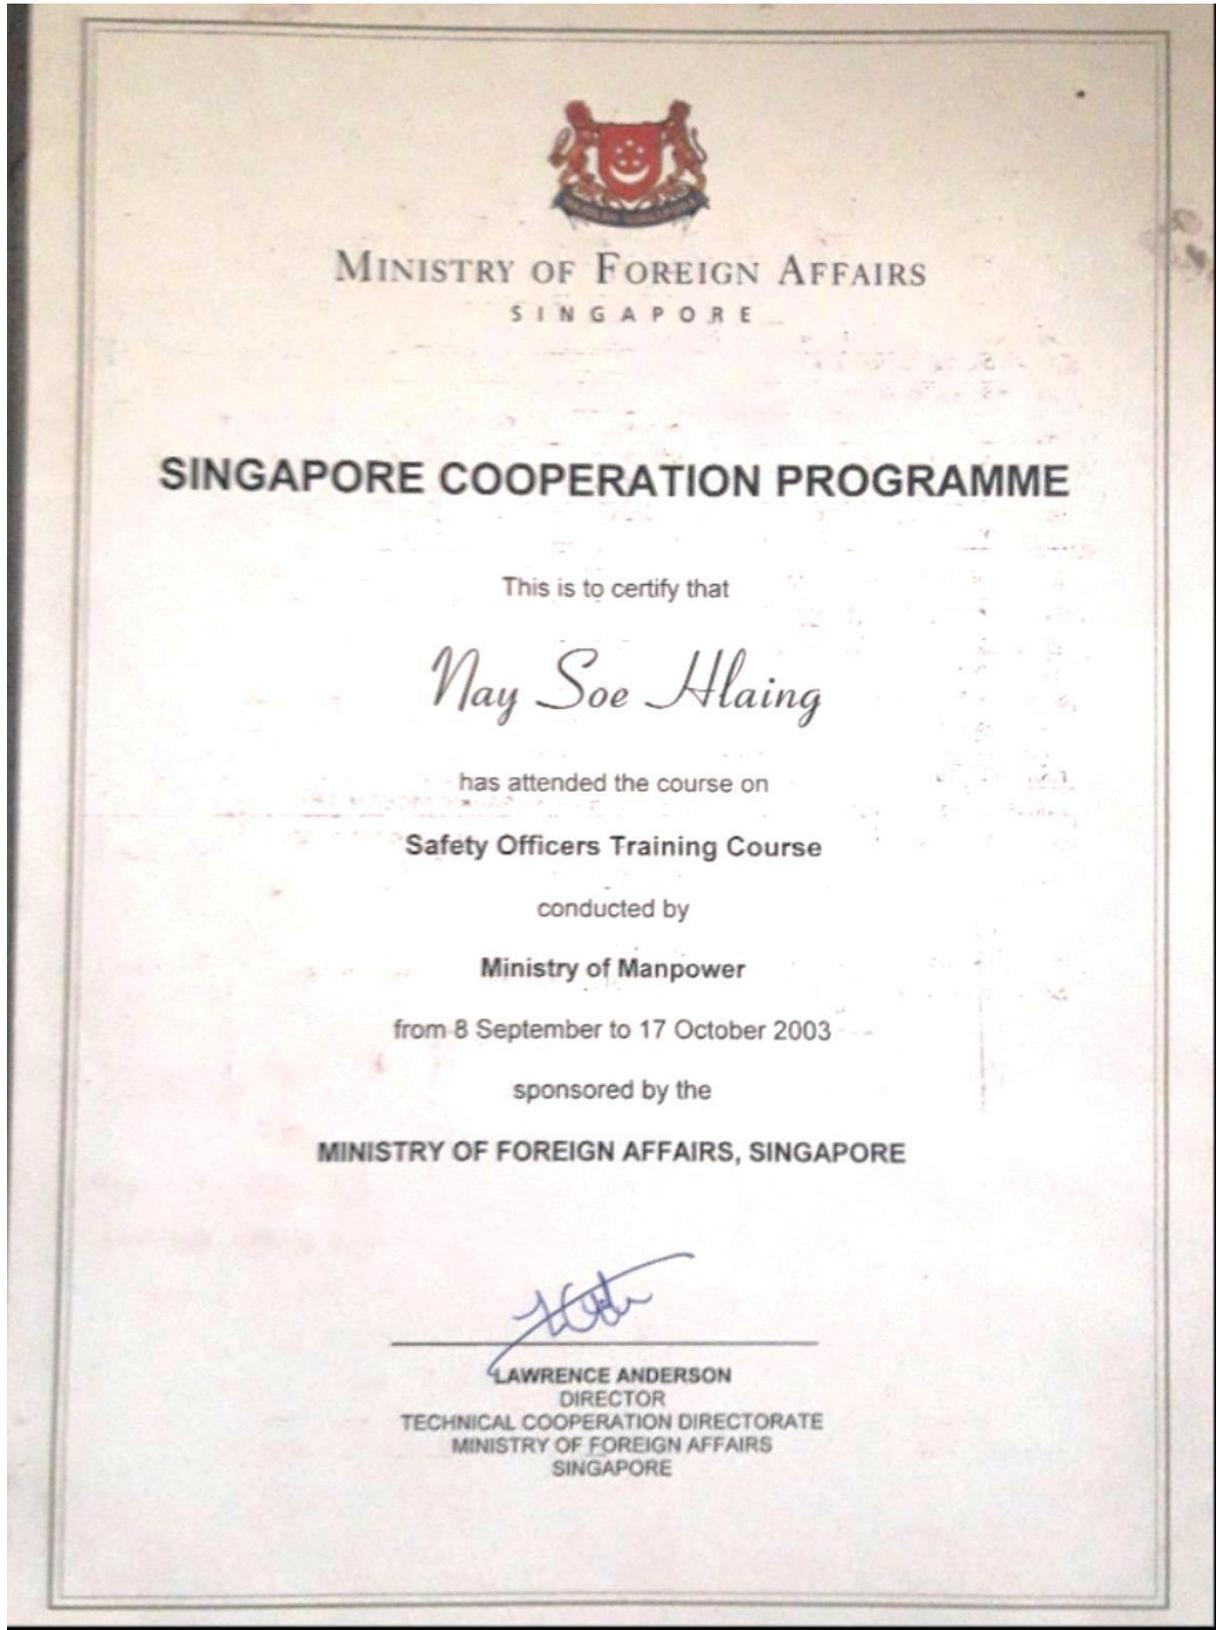 MINISTRY OF FOREIGN AFFAIRS
SINGAPORE
SINGAPORE COOPERATION PROGRAMME
This is to certify that
Nay Soe Hlaing
has attended the course on
Safety Officers Training Course
conducted by
Ministry of Manpower
from 8 September to 17 October 2003
sponsored by the
MINISTRY OF FOREIGN AFFAIRS, SINGAPORE
LAWRENCE ANDERSON
DIRECTOR
TECHNICAL COOPERATION DIRECTORATE
MINISTRY OF FOREIGN AFFAIRS
SINGAPORE